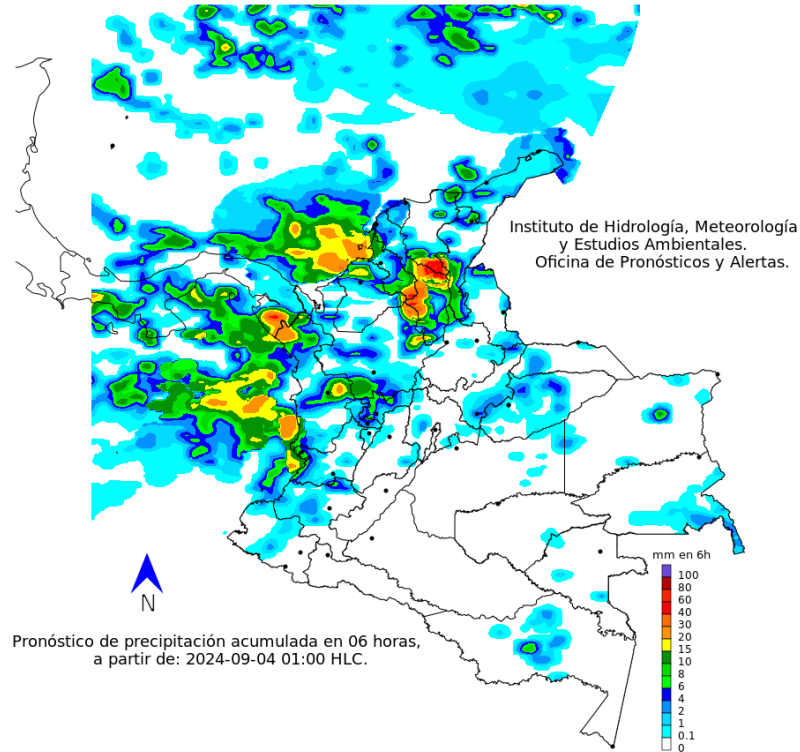 Instituto de Hidrología, Meteorología
y Estudios Ambientales.
Oficina de Pronósticos y Alertas.
mm en 6h
100
80
60
40
30
20
15
10
8
6
4
2
1
0.1
0
N
Pronóstico de precipitación acumulada en 06 horas,
a partir de: 2024-09-04 01:00 HLC.